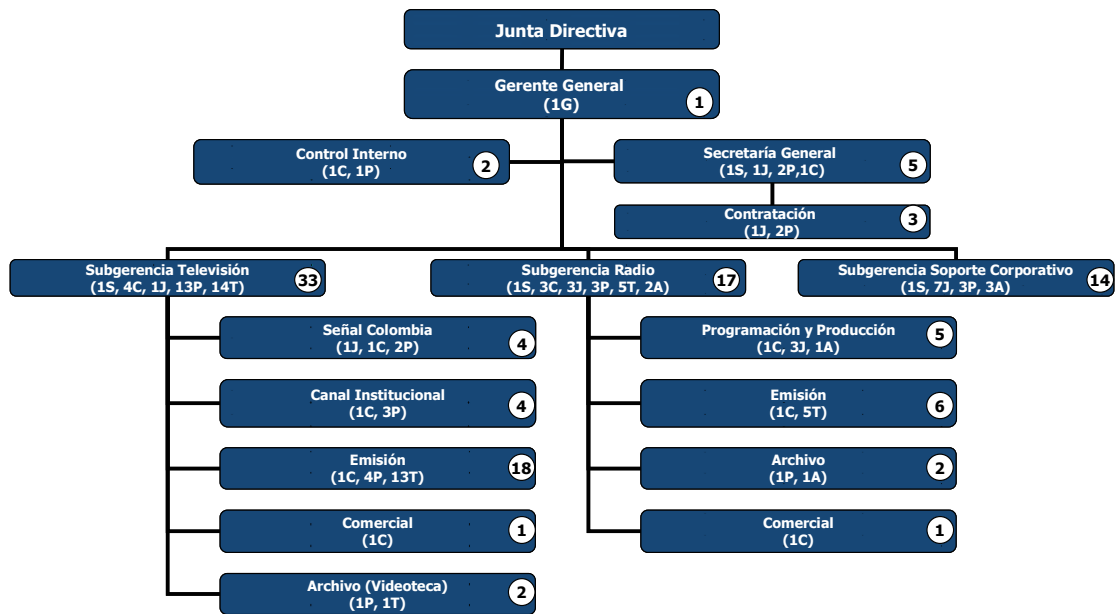 Junta Directiva
Gerente General
(1G)
1
Control Interno
(1C, 1P)
2
Secretaría General
(1S, 1J, 2P,1C)
5
Contratación
(1J, 2P)
3
Subgerencia Televisión
(1S, 4C, 1J, 13P, 14T)
33
Subgerencia Radio
(1S, 3C, 3J, 3P, 5T, 2A)
17
Subgerencia Soporte Corporativo
(1S, 7J, 3P, 3A)
14
Señal Colombia
(1J, 1C, 2P)
4
Canal Institucional
(1C, 3P)
4
Emisión
(1C, 4P, 13T)
18
Comercial
(1C)
1
Archivo (Videoteca)
(1P, 1T)
2
Programación y Producción
(1C, 3J, 1A)
5
Emisión
(1C, 5T)
6
Archivo
(1P, 1A)
2
Comercial
(1C)
1